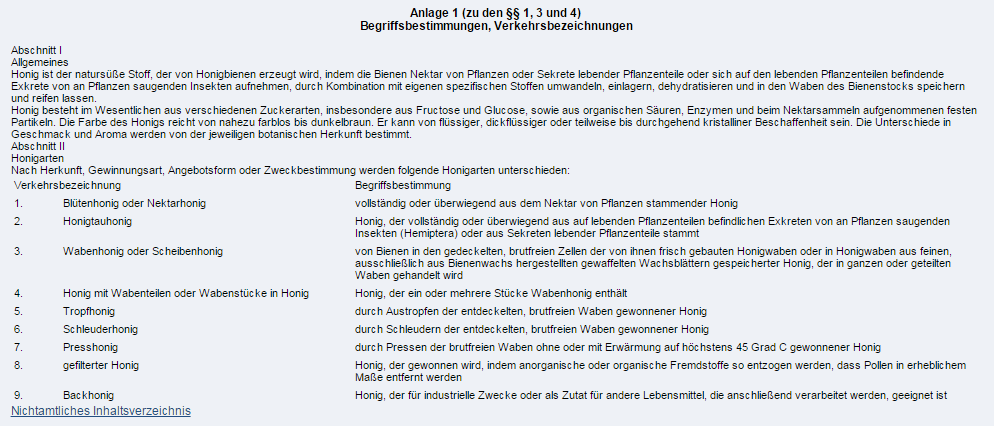 Anlage 1 (zu den §§ 1, 3 und 4)
Begriffsbestimmungen, Verkehrsbezeichnungen
Abschnitt I
Allgemeines
Honig ist der natursüße Stoff, der von Honigbienen erzeugt wird, indem die Bienen Nektar von Pflanzen oder Sekrete lebender Pflanzenteile oder sich auf den lebenden Pflanzenteilen befindende
Exkrete von an Pflanzen saugenden Insekten aufnehmen, durch Kombination mit eigenen spezifischen Stoffen umwandeln, einlagern, dehydratisieren und in den Waben des Bienenstocks speichern
und reifen lassen.
Honig besteht im Wesentlichen aus verschiedenen Zuckerarten, insbesondere aus Fructose und Glucose, sowie aus organischen Säuren, Enzymen und beim Nektarsammeln aufgenommenen festen
Partikeln. Die Farbe des Honigs reicht von nahezu farblos bis dunkelbraun. Er kann von flüssiger, dickflüssiger oder teilweise bis durchgehend kristalliner Beschaffenheit sein. Die Unterschiede in
Geschmack und Aroma werden von der jeweiligen botanischen Herkunft bestimmt.
Abschnitt II
Honigarten
Nach Herkunft, Gewinnungsart, Angebotsform oder Zweckbestimmung werden folgende Honigarten unterschieden:
Verkehrsbezeichnung Begriffsbestimmung
1. Blütenhonig oder Nektarhonig vollständig oder überwiegend aus dem Nektar von Pflanzen stammender Honig
2. Honigtauhonig Honig, der vollständig oder überwiegend aus auf lebenden Pflanzenteilen befindlichen Exkreten von an Pflanzen saugenden
Insekten (Hemiptera) oder aus Sekreten lebender Pflanzenteile stammt
3. Wabenhonig oder Scheibenhonig von Bienen in den gedeckelten, brutfreien Zellen der von ihnen frisch gebauten Honigwaben oder in Honigwaben aus feinen,
ausschließlich aus Bienenwachs hergestellten gewaffelten Wachsblättern gespeicherter Honig, der in ganzen oder geteilten
Waben gehandelt wird
4. Honig mit Wabenteilen oder Wabenstücke in Honig Honig, der ein oder mehrere Stücke Wabenhonig enthält
5. Tropfhonig durch Austropfen der entdeckelten, brutfreien Waben gewonnener Honig
6. Schleuderhonig durch Schleudern der entdeckelten, brutfreien Waben gewonnener Honig
7. Presshonig durch Pressen der brutfreien Waben ohne oder mit Erwärmung auf höchstens 45 Grad C gewonnener Honig
8. gefilterter Honig Honig, der gewonnen wird, indem anorganische oder organische Fremdstoffe so entzogen werden, dass Pollen in erheblichem
Maße entfernt werden
9. Backhonig Honig, der für industrielle Zwecke oder als Zutat für andere Lebensmittel, die anschließend verarbeitet werden, geeignet ist
Nichtamtliches Inhaltsverzeichnis